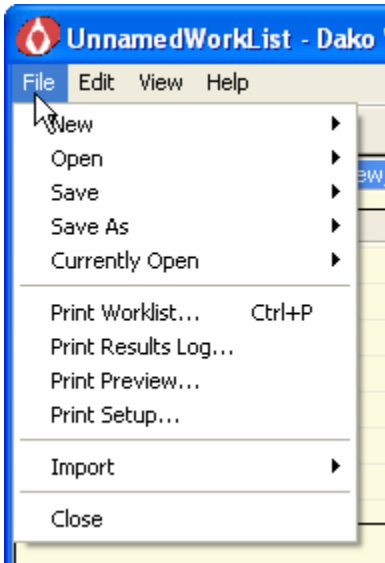 UnnamedWorkList - Dako
File Edit View Help
New
Open
Save
Save As
Currently Open
Print Worklist... Ctrl+P
Print Results Log...
Print Preview...
Print Setup...
Import
Close